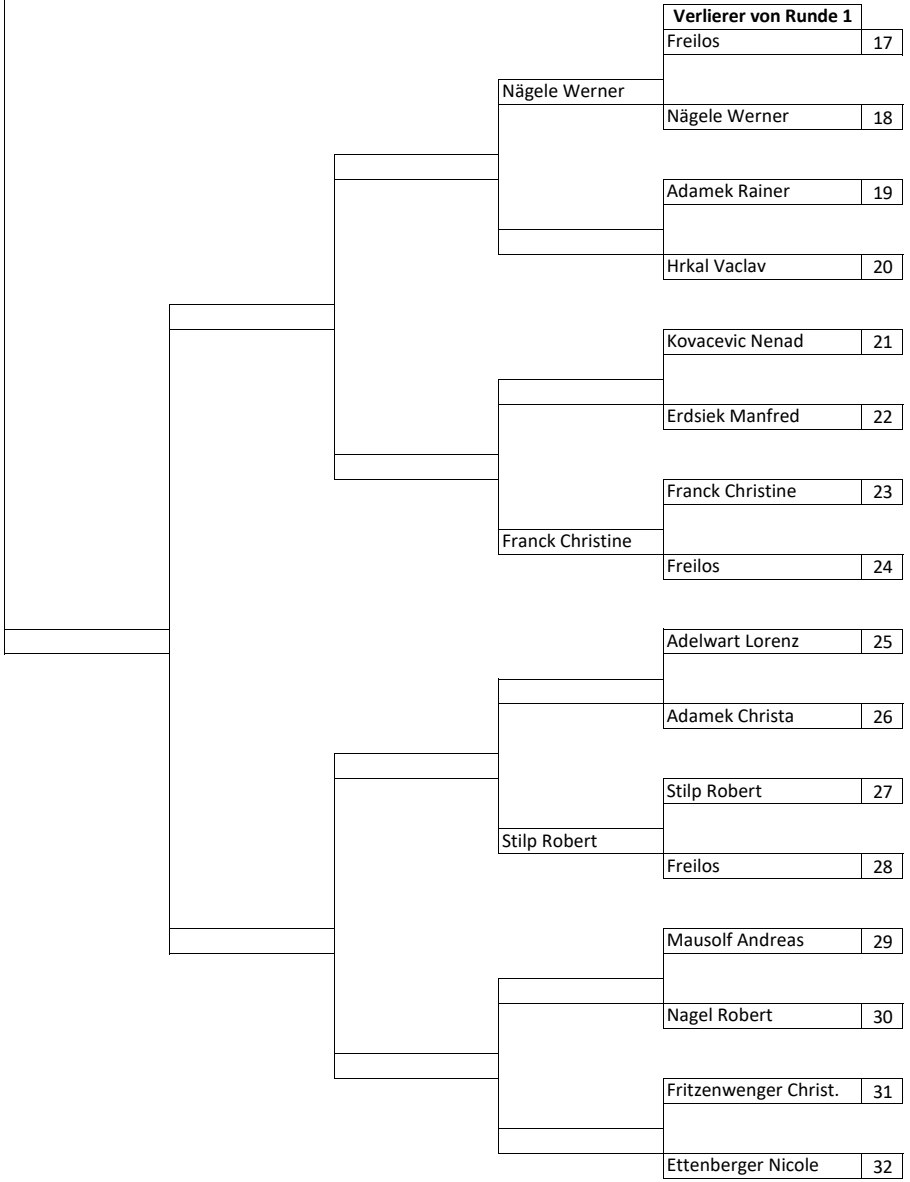 Verlierer von Runde 1
Freilos 17
Nägele Werner
Nägele Werner 18
Adamek Rainer 19
Hrkal Vaclav 20
Kovacevic Nenad 21
Erdsiek Manfred 22
Franck Christine 23
Franck Christine
Freilos 24
Adelwart Lorenz 25
Adamek Christa 26
Stilp Robert 27
Stilp Robert
Freilos 28
Mausolf Andreas 29
Nagel Robert 30
Fritzenwenger Christ. 31
Ettenberger Nicole 32